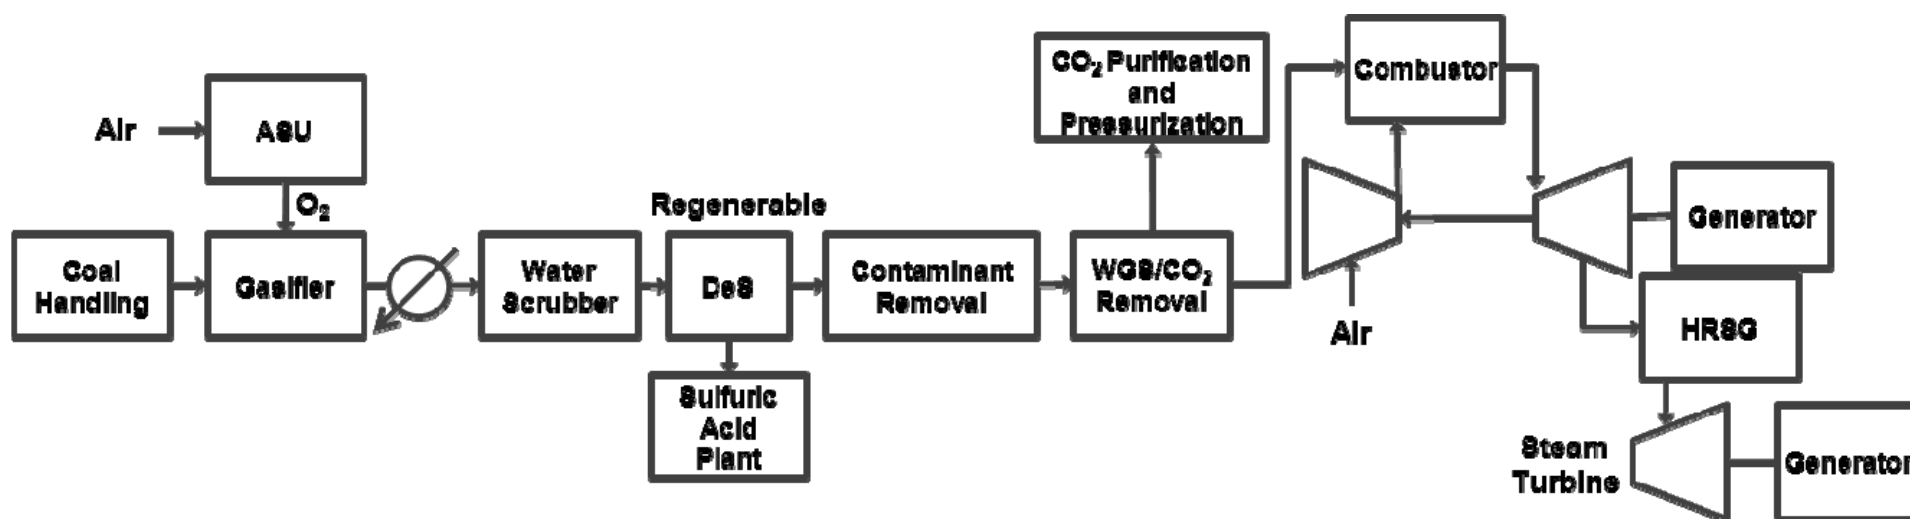 Air
ASU
O₂
Coal
Handling
Gasifier
Water
Scrubber
Regenerable
DeS
Sulfuric
Acid
Plant
Contaminant
Removal
WGS/CO₂
Removal
CO₂ Purification
and
Pressurization
Combustor
Air
Generator
HRSG
Steam
Turbine
Generator